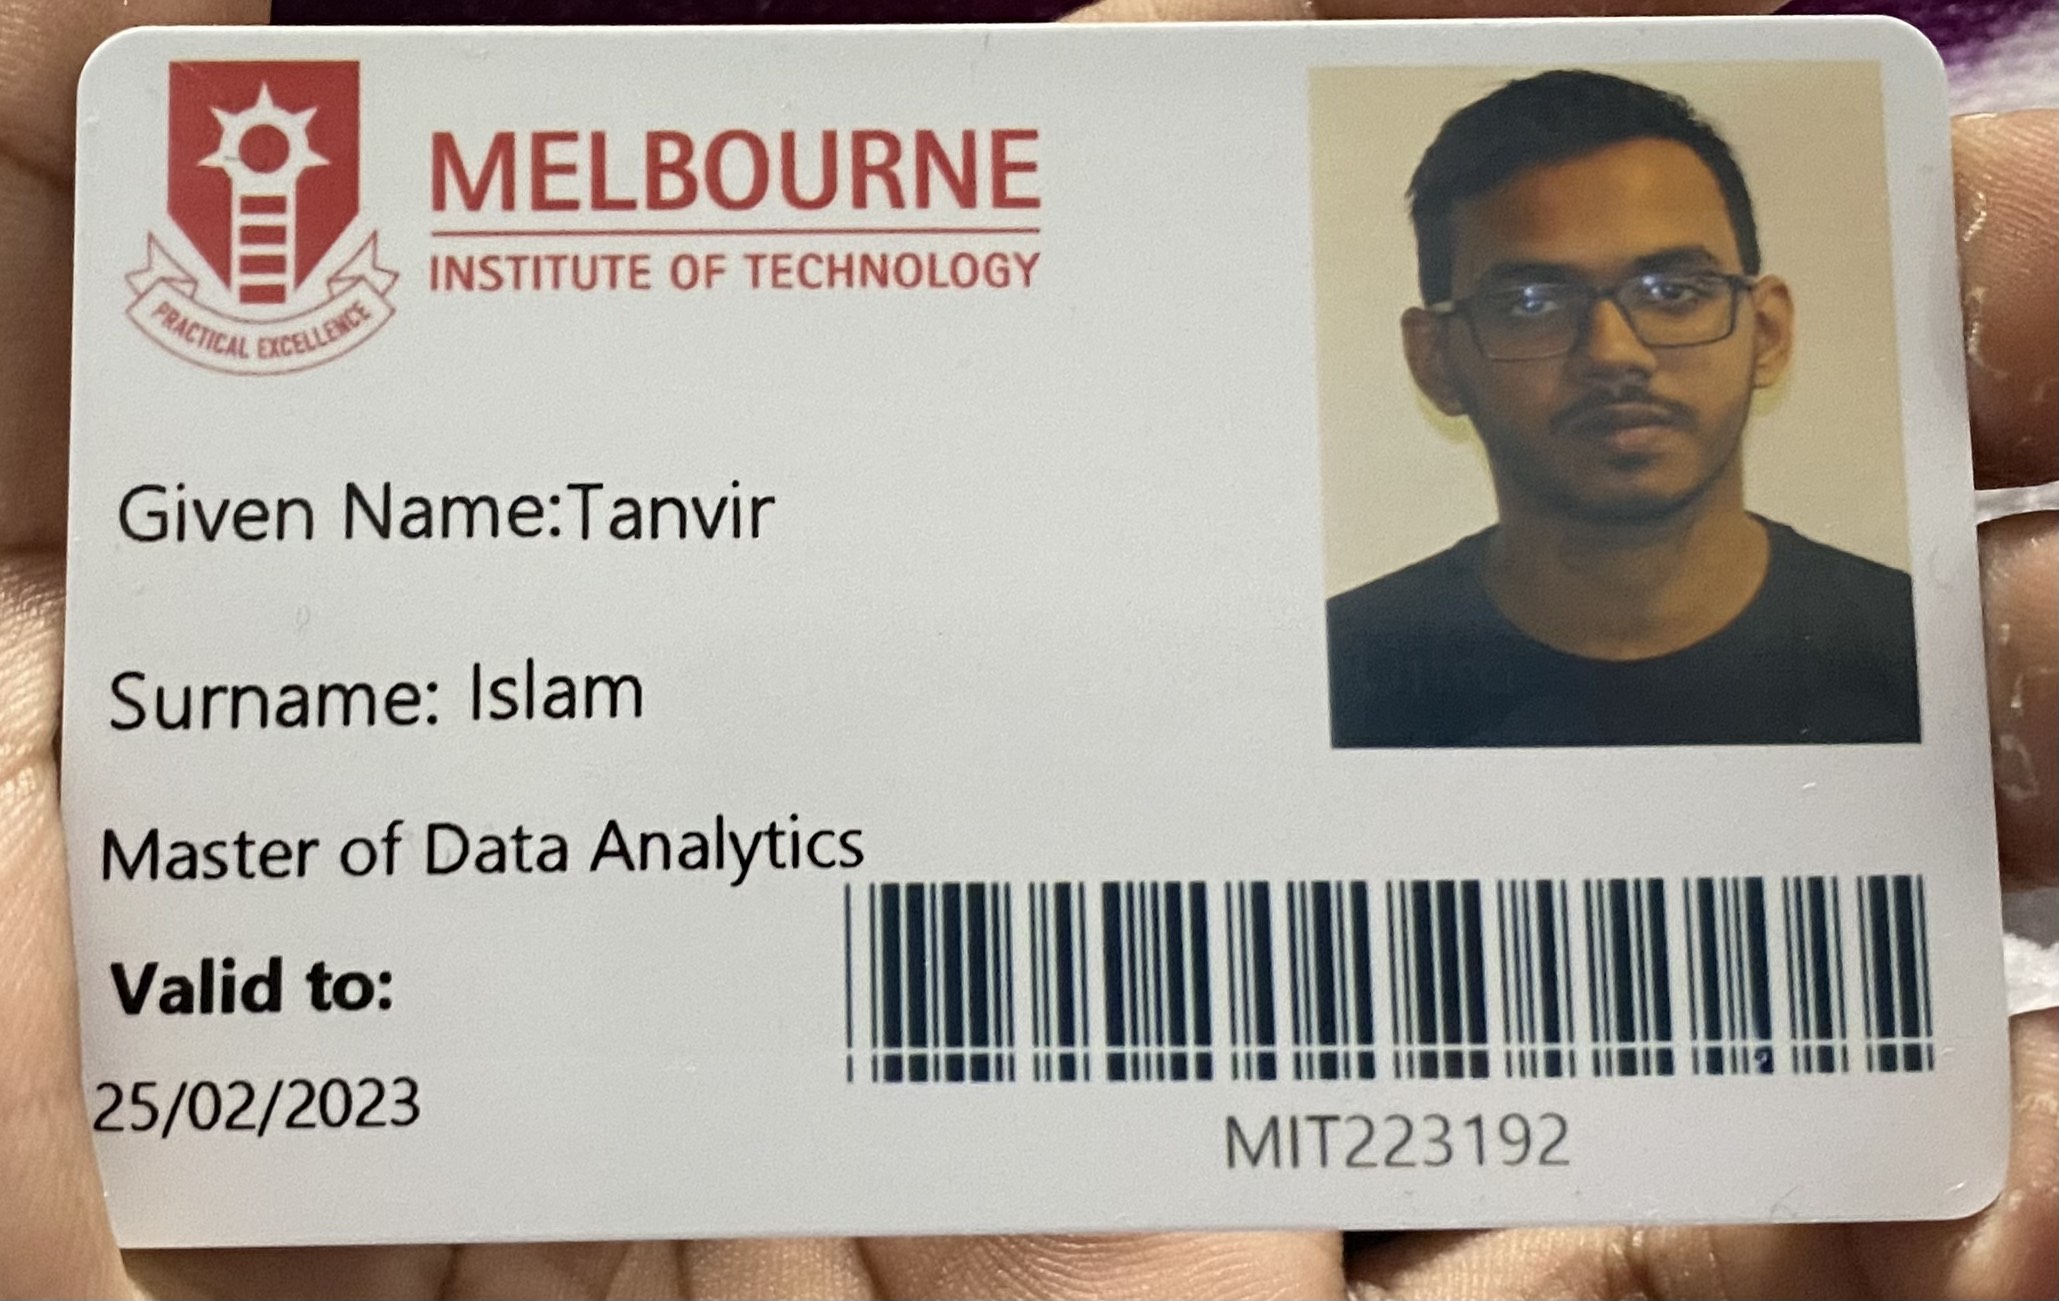 MELBOURNE
INSTITUTE OF TECHNOLOGY
PRACTICAL EXCELLENCE
Given Name:Tanvir
Surname: Islam
Master of Data Analytics
Valid to:
25/02/2023
MIT223192